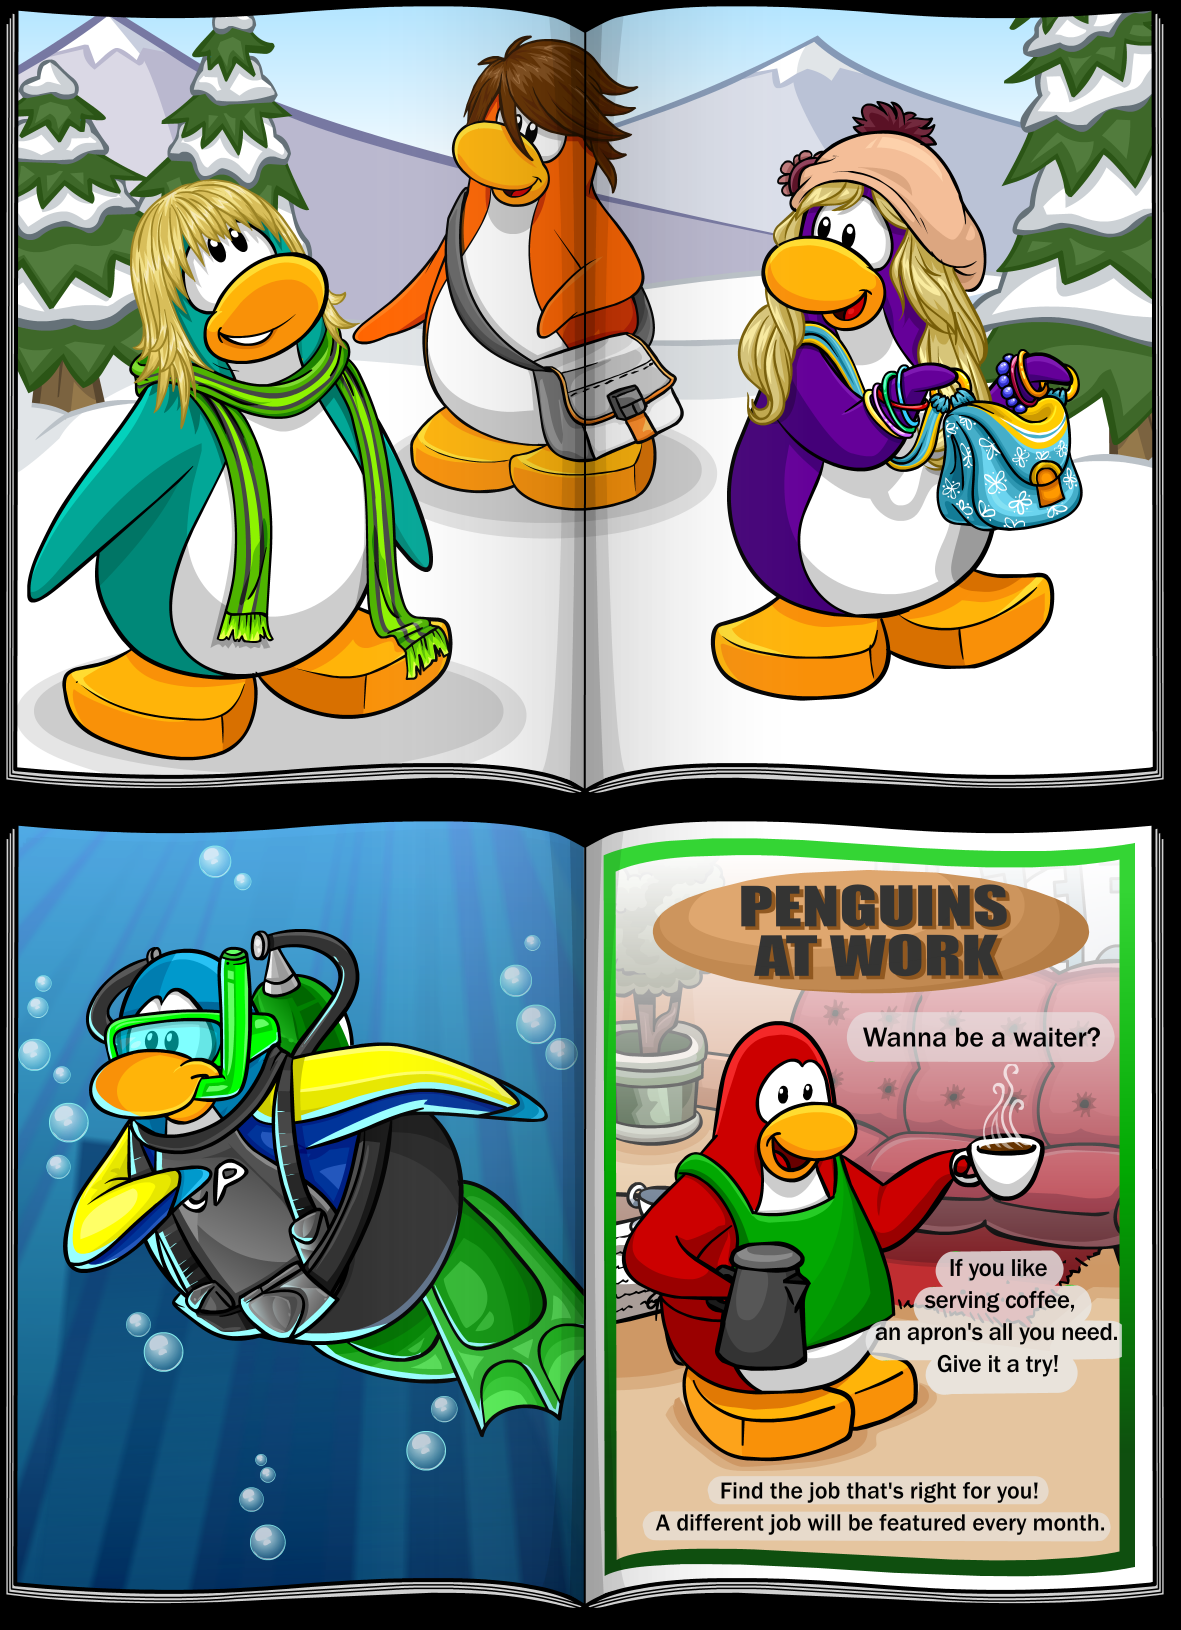 PENGUINS
AT WORK
Wanna be a waiter?
If you like
serving coffee,
an apron's all you need.
Give it a try!
Find the job that's right for you!
A different job will be featured every month.